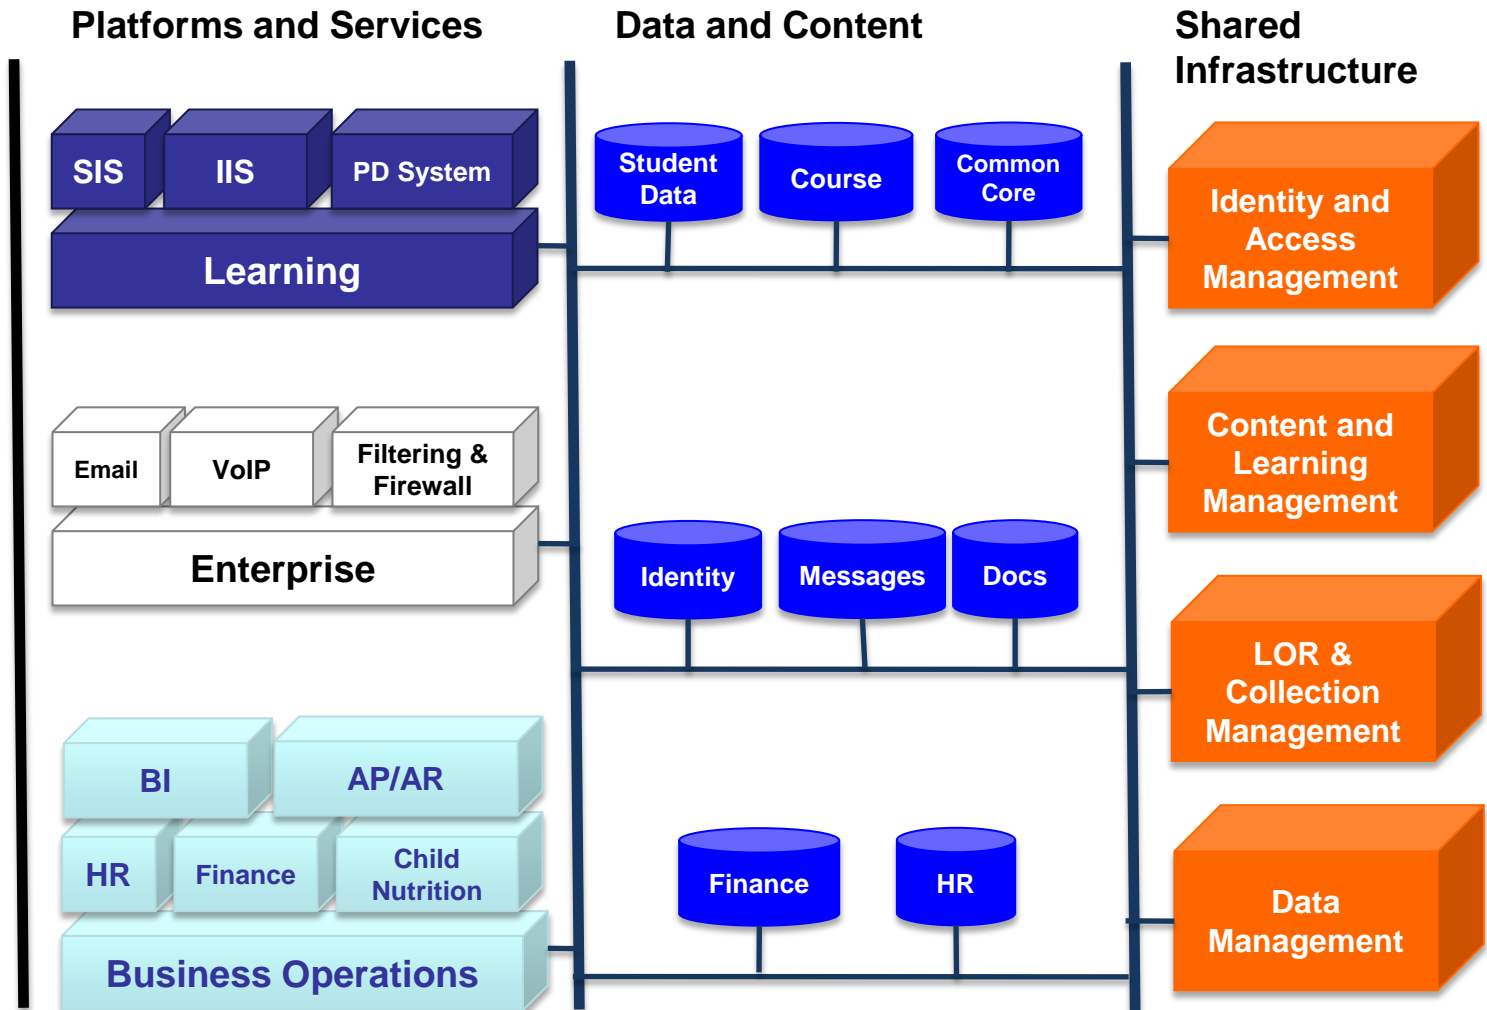 Platforms and Services
Data and Content
Shared
Infrastructure
SIS
IIS
PD System
Learning
Student
Data
Course
Common
Core
Identity and
Access
Management
Email
VoIP
Filtering &
Firewall
Enterprise
Identity
Messages
Docs
Content and
Learning
Management
LOR &
Collection
Management
BI
AP/AR
HR
Finance
Child
Nutrition
Business Operations
Finance
HR
Data
Management